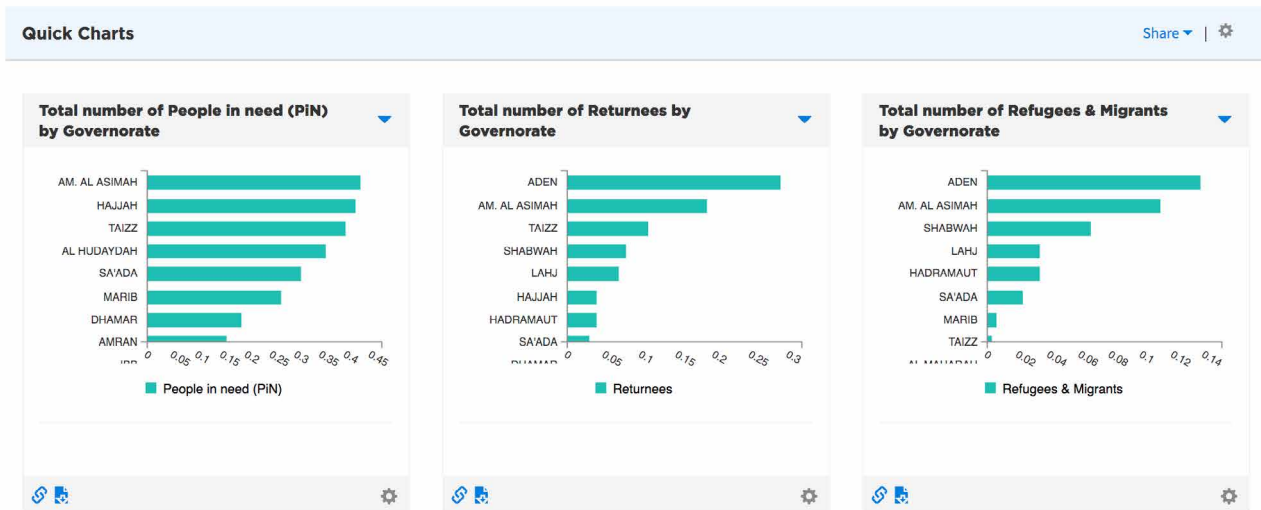 Quick Charts
Share |
Total number of People in need (PiN)
by Governorate
AM. AL ASIMAH
HAJJAH
TAIZZ
AL HUDAYDAH
SA'ADA
MARIB
DHAMAR
AMRAN
0 0.05 0.1 0.15 0.2 0.25 0.3 0.35 0.4 0.45
People in need (PiN)
Total number of Returnees by
Governorate
ADEN
AM. AL ASIMAH
TAIZZ
SHABWAH
LAHJ
HAJJAH
HADRAMAUT
SA'ADA
0 0.05 0.1 0.15 0.2 0.25 0.3
Returnees
Total number of Refugees & Migrants
by Governorate
ADEN
AM. AL ASIMAH
SHABWAH
LAHJ
HADRAMAUT
SA'ADA
MARIB
TAIZZ
0 0.02 0.04 0.06 0.08 0.1 0.12 0.14
Refugees & Migrants